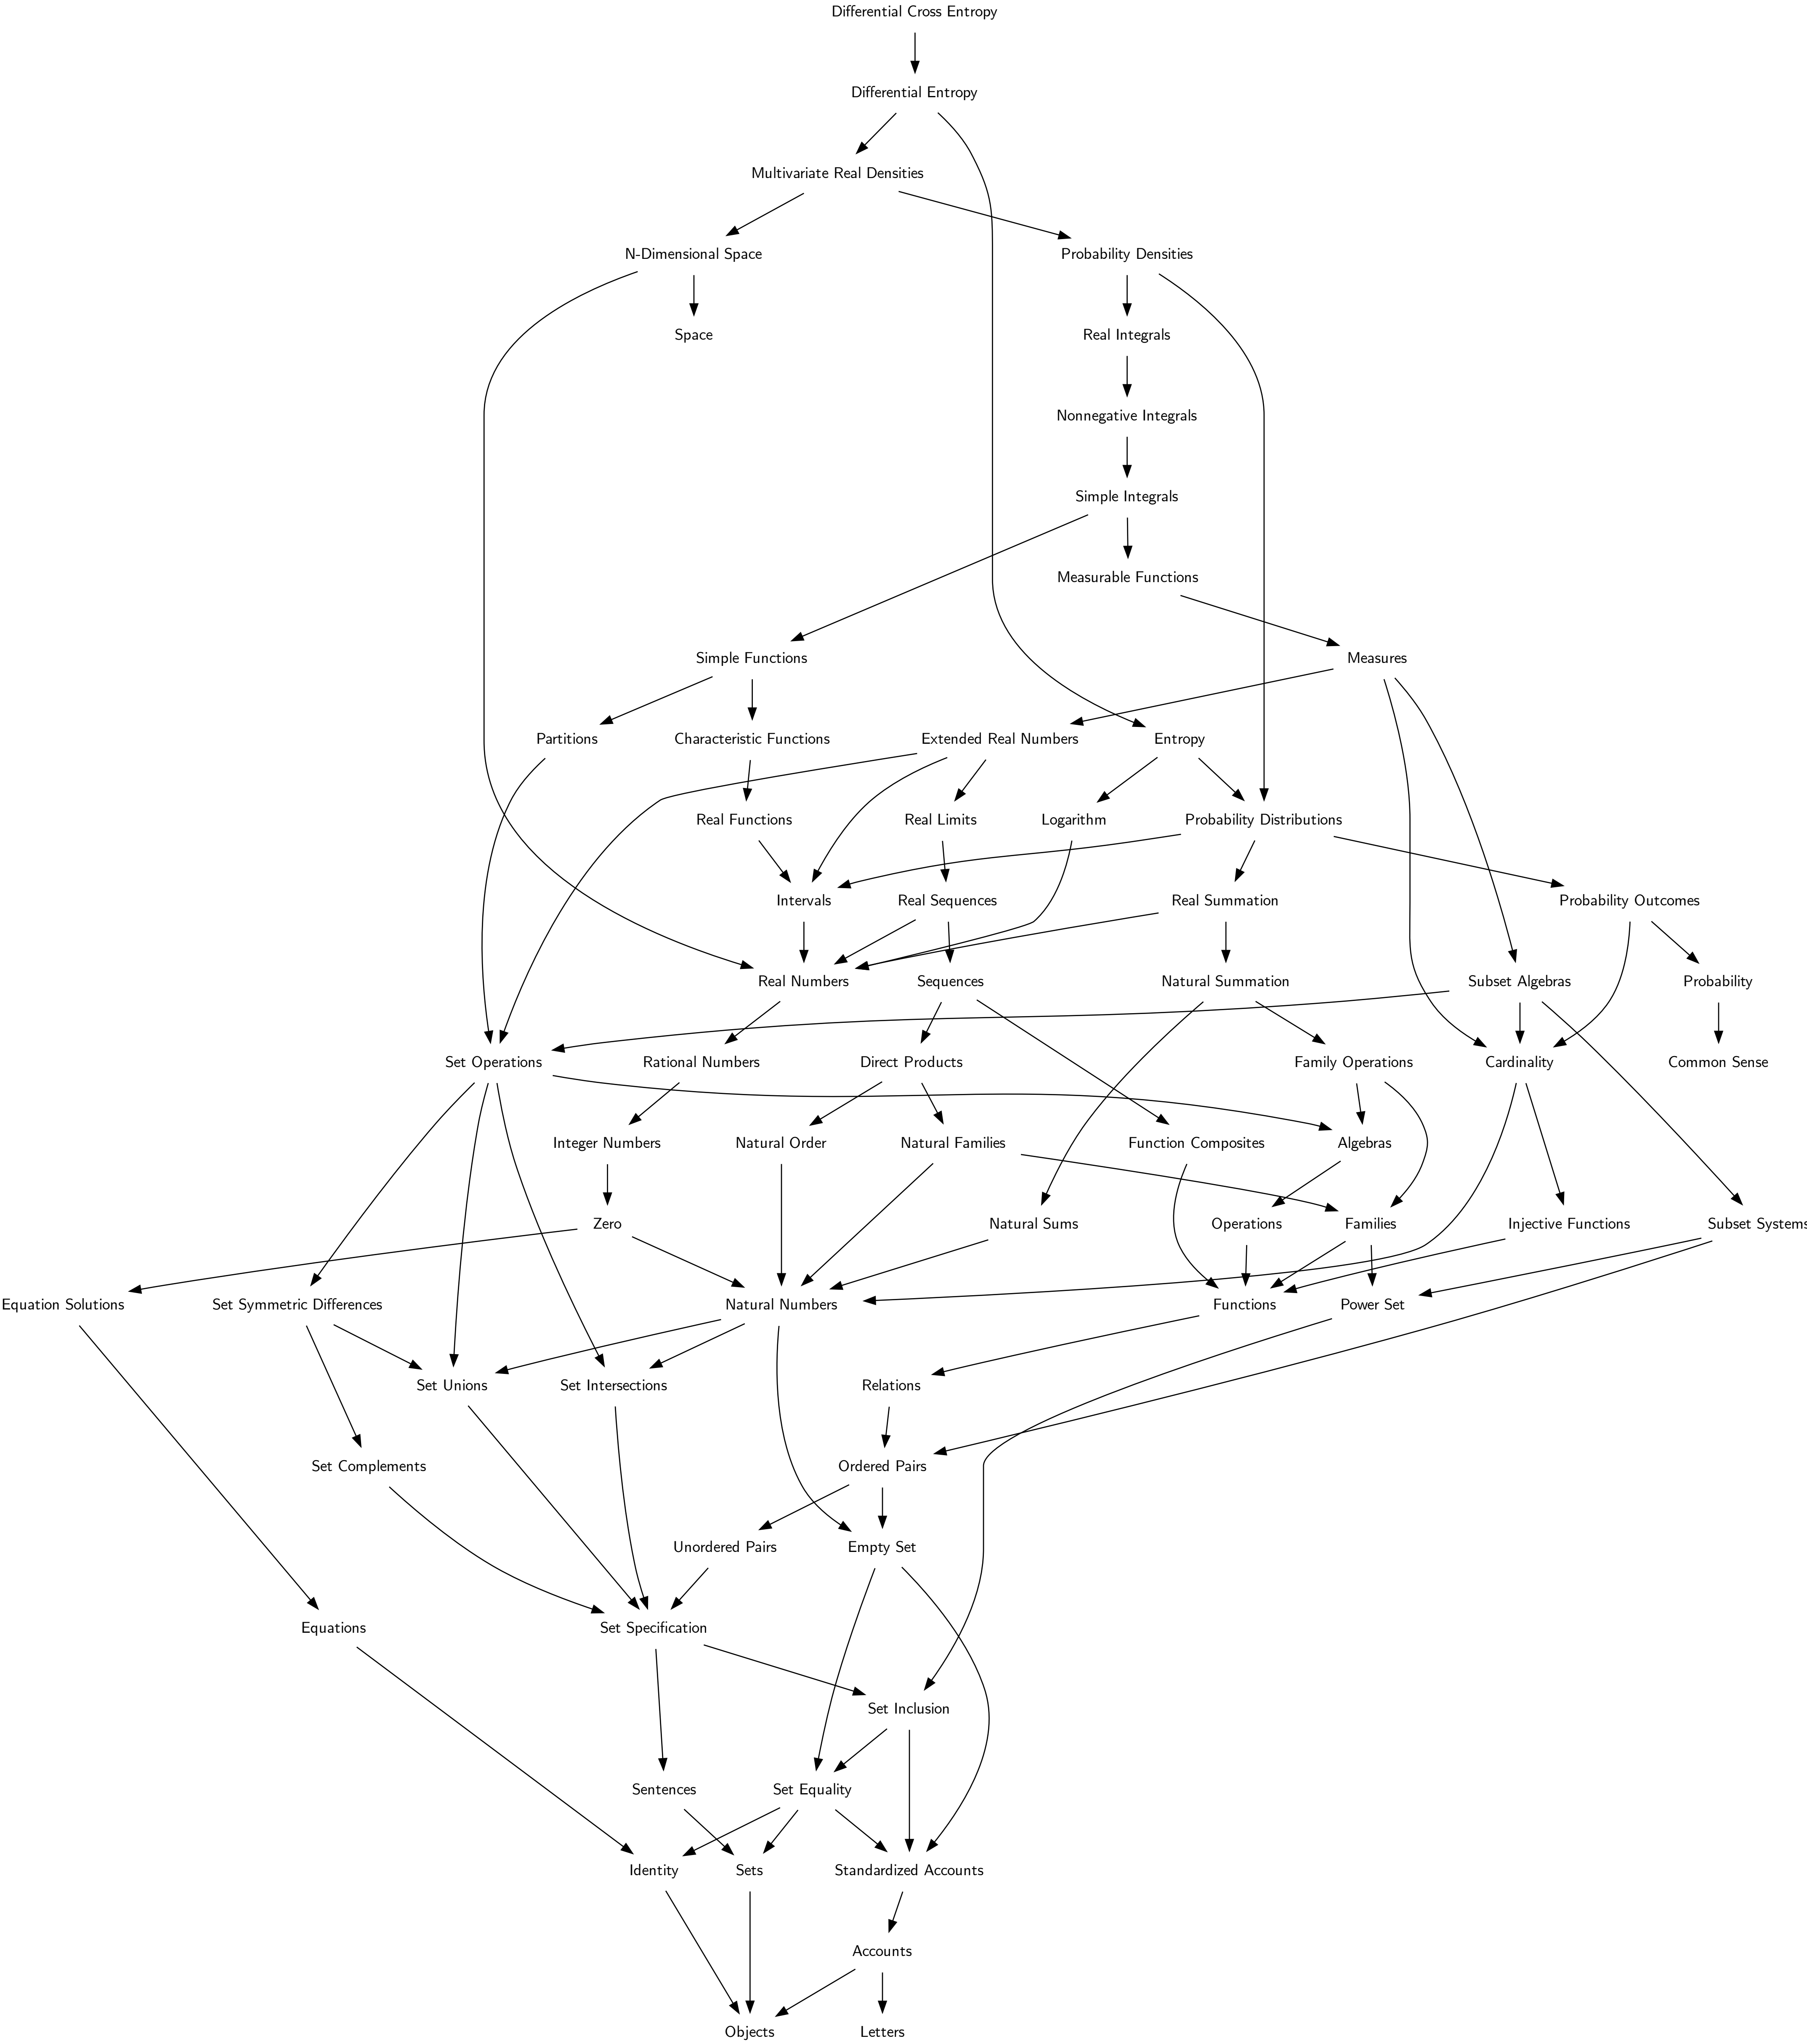 Differential Cross Entropy
Differential Entropy
Multivariate Real Densities
N-Dimensional Space
Probability Densities
Space
Real Integrals
Nonnegative Integrals
Simple Integrals
Measurable Functions
Simple Functions
Measures
Partitions
Characteristic Functions
Extended Real Numbers
Entropy
Real Functions
Real Limits
Logarithm
Probability Distributions
Intervals
Real Sequences
Real Summation
Probability Outcomes
Real Numbers
Sequences
Natural Summation
Subset Algebras
Probability
Set Operations
Rational Numbers
Direct Products
Family Operations
Cardinality
Common Sense
Integer Numbers
Natural Order
Natural Families
Function Composites
Algebras
Zero
Natural Sums
Operations
Families
Injective Functions
Subset Systems
Equation Solutions
Set Symmetric Differences
Natural Numbers
Functions
Power Set
Set Unions
Set Intersections
Relations
Set Complements
Ordered Pairs
Unordered Pairs
Empty Set
Equations
Set Specification
Set Inclusion
Sentences
Set Equality
Identity
Sets
Standardized Accounts
Accounts
Objects
Letters